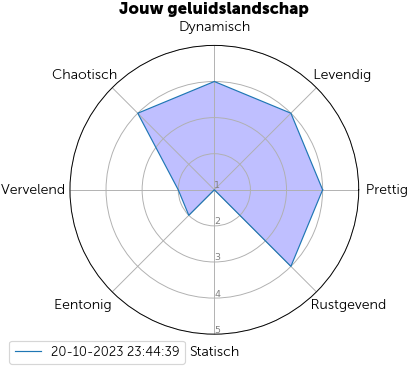 Jouw geluidslandschap
Dynamisch
Chaotisch
Levendig
Vervelend
1
Prettig
2
3
4
Eentonig
Rustgevend
5
20-10-2023 23:44:39
Statisch